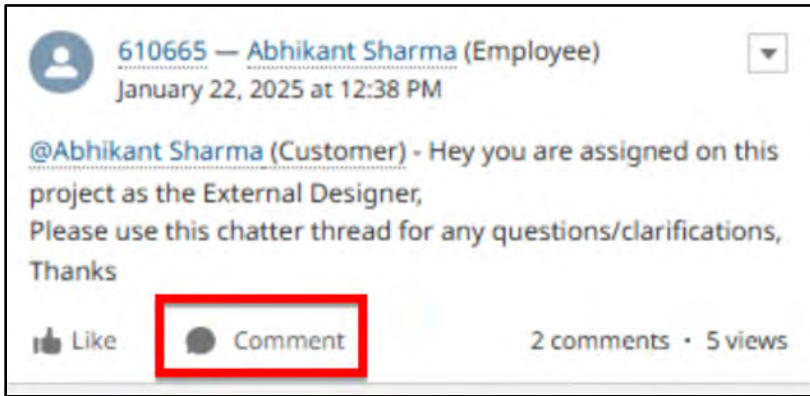 610665 — Abhikant Sharma (Employee)
January 22, 2025 at 12:38 PM
@Abhikant Sharma (Customer) - Hey you are assigned on this
project as the External Designer,
Please use this chatter thread for any questions/clarifications,
Thanks
Like Comment 2 comments · 5 views